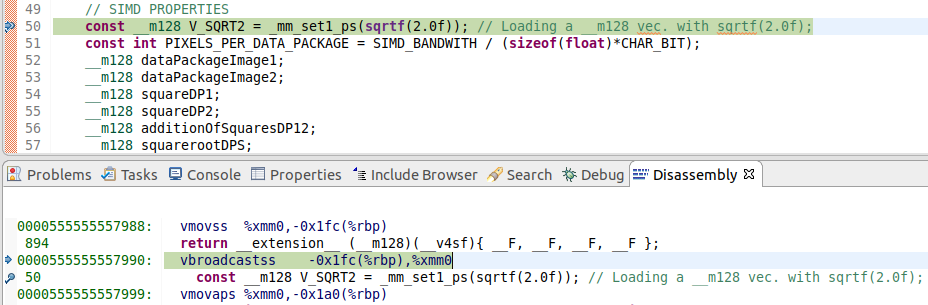 49 // SIMD PROPERTIES
50 const __m128 V_SQRT2 = _mm_set1_ps(sqrtf(2.0f)); // Loading a __m128 vec. with sqrtf(2.0f);
51 const int PIXELS_PER_DATA_PACKAGE = SIMD_BANDWITH / (sizeof(float)*CHAR_BIT);
52 __m128 dataPackageImage1;
53 __m128 dataPackageImage2;
54 __m128 squareDP1;
55 __m128 squareDP2;
56 __m128 additionOfSquaresDP12;
57 __m128 squarerootDPS;
Problems Tasks Console Properties Include Browser Search Debug Disassembly
0000555555557988: vmovss %xmm0,-0x1fc(%rbp)
894 return __extension__ (__m128)(__v4sf){ __F, __F, __F, __F };
0000555555557990: vbroadcastss -0x1fc(%rbp),%xmm0
50 const __m128 V_SQRT2 = _mm_set1_ps(sqrtf(2.0f)); // Loading a __m128 vec. with sqrtf(2.0f);
0000555555557999: vmovaps %xmm0,-0x1a0(%rbp)